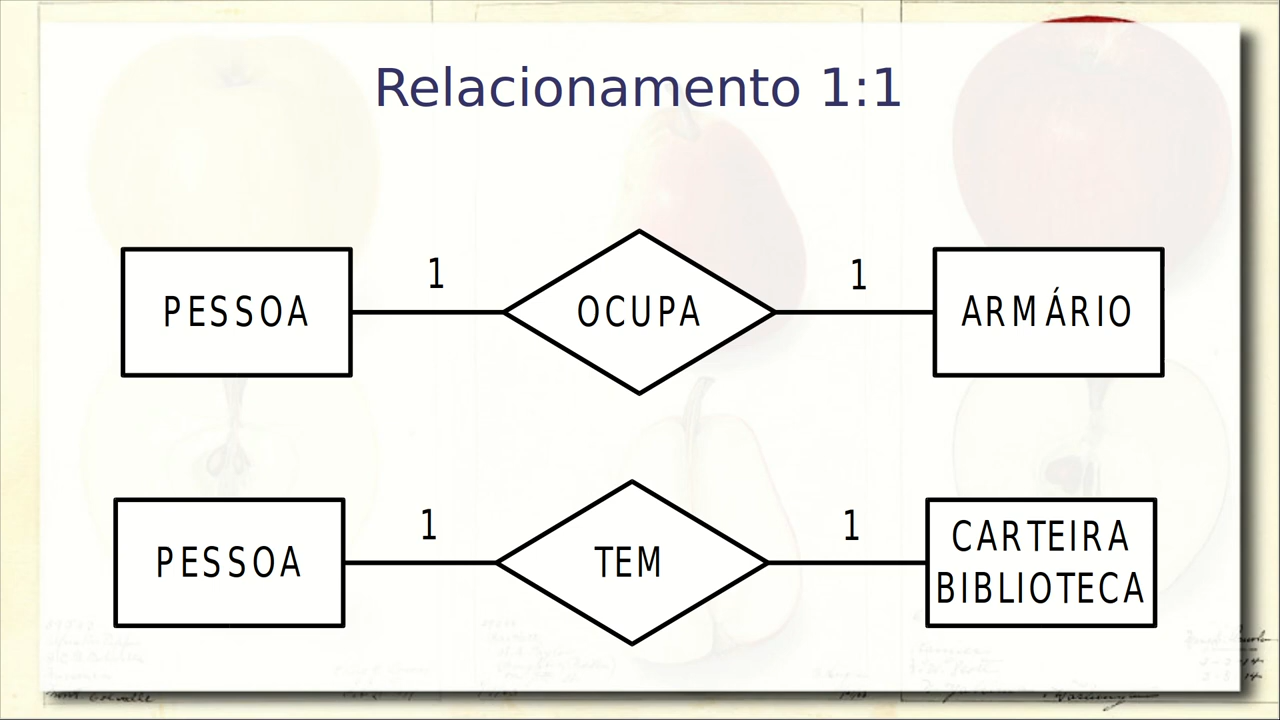 Relacionamento 1:1
PESSOA 1 OCUPA 1 ARMÁRIO
PESSOA 1 TEM 1 CARTEIRA
BIBLIOTECA